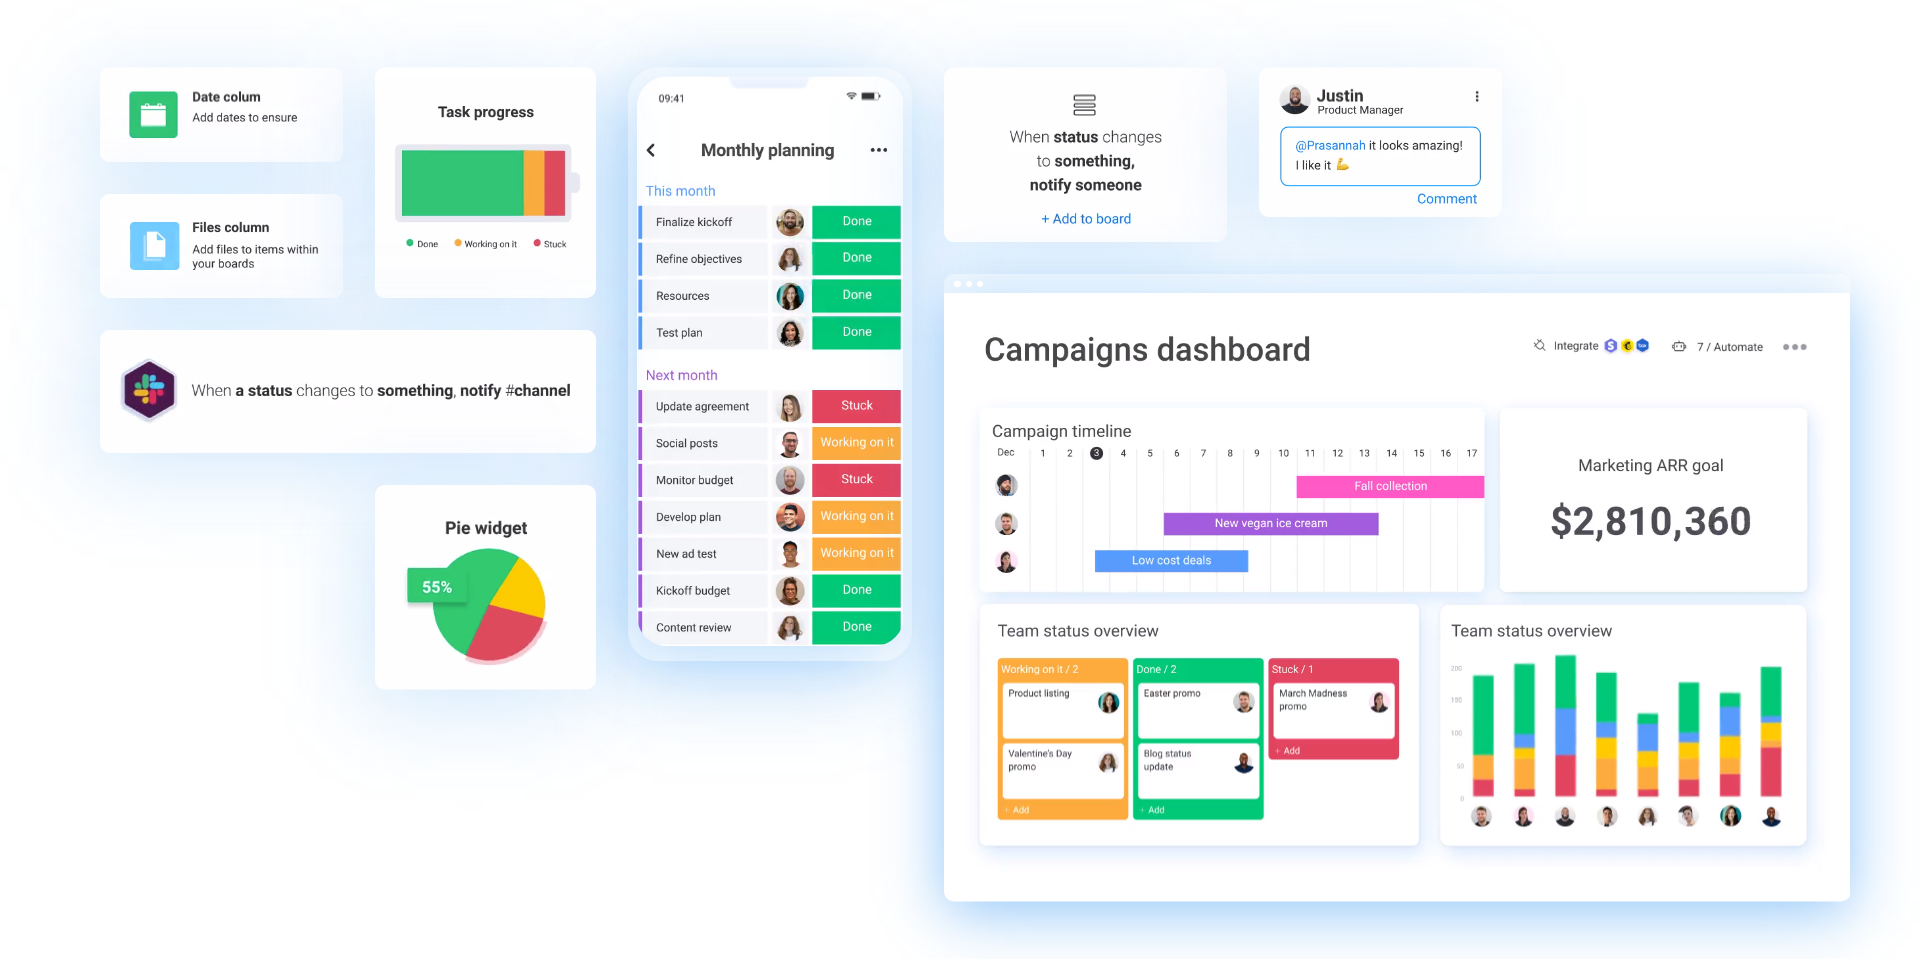 Date colum
Add dates to ensure
Files column
Add files to items within
your boards
Task progress
Done
Working on it
Stuck
When a status changes to something, notify #channel
Pie widget
55%
09:41
Monthly planning
This month
Finalize kickoff
Done
Refine objectives
Done
Resources
Done
Test plan
Done
Next month
Update agreement
Stuck
Social posts
Working on it
Monitor budget
Stuck
Develop plan
Working on it
New ad test
Working on it
Kickoff budget
Done
Content review
Done
When status changes
to something,
notify someone
+ Add to board
Justin
Product Manager
@Prasannah it looks amazing!
I like it 💪
Comment
Campaigns dashboard
Integrate
7 / Automate
Campaign timeline
Dec 1 2 3 4 5 6 7 8 9 10 11 12 13 14 15 16 17
Fall collection
New vegan ice cream
Low cost deals
Marketing ARR goal
$2,810,360
Team status overview
Working on it / 2
Product listing
Valentine's Day
promo
+ Add
Done / 2
Easter promo
Blog status
update
+ Add
Stuck / 1
March Madness
promo
+ Add
Team status overview
200
150
100
50
0